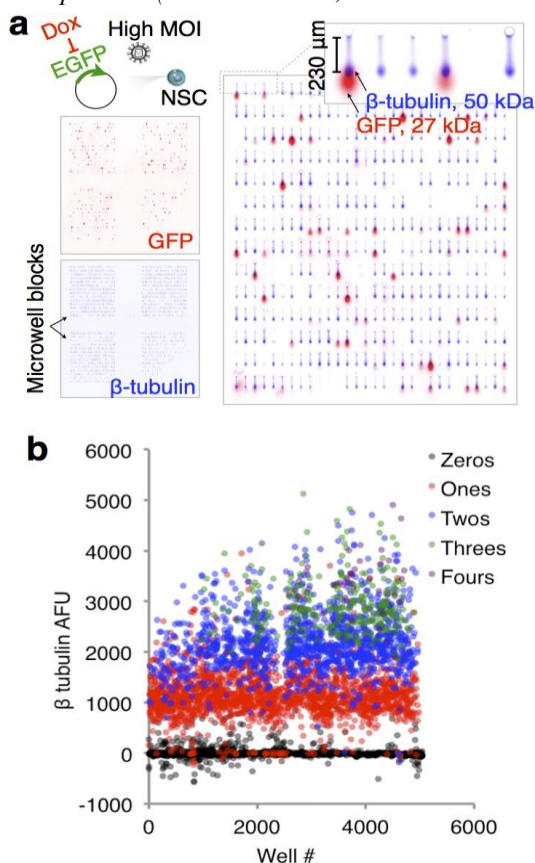 a
Dox
EGFP
High MOI
NSC
GFP
Microwell blocks
β-tubulin
230 μm
β-tubulin, 50 kDa
GFP, 27 kDa
b
6000
5000
4000
3000
2000
1000
0
-1000
β tubulin AFU
0
2000
4000
6000
Well #
Zeros
Ones
Twos
Threes
Fours